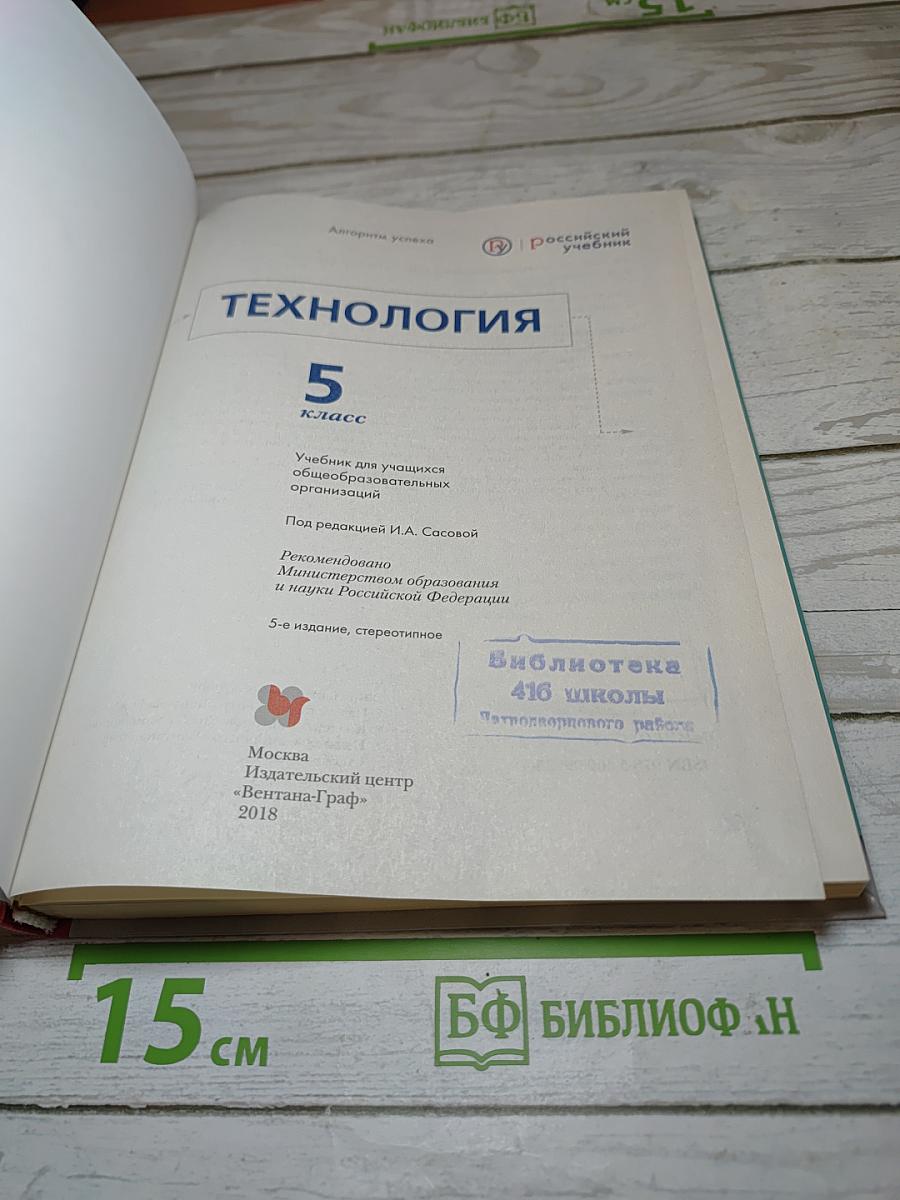 Алгоритм успеха
Российский
учебник
ТЕХНОЛОГИЯ
5
класс
Учебник для учащихся
общеобразовательных
организаций
Под редакцией И.А. Сасовой
Рекомендовано
Министерством образования
и науки Российской Федерации
5-е издание, стереотипное
Библиотека
416 школы
Петродворцового района
Москва
Издательский центр
«Вентана-Граф»
2018
15 см
БФ БИБЛИОФ